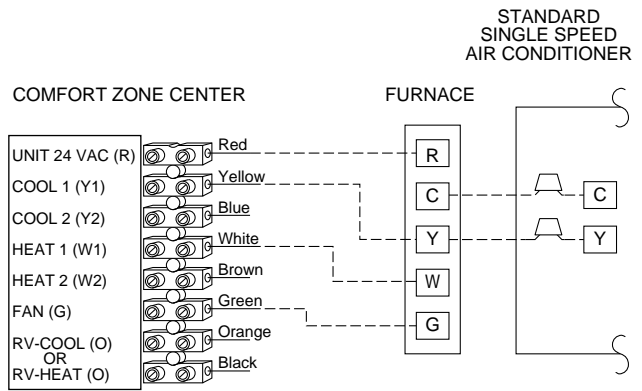 STANDARD
SINGLE SPEED
AIR CONDITIONER
COMFORT ZONE CENTER
FURNACE
UNIT 24 VAC (R)
COOL 1 (Y1)
COOL 2 (Y2)
HEAT 1 (W1)
HEAT 2 (W2)
FAN (G)
RV-COOL (O)
OR
RV-HEAT (O)
Red
Yellow
Blue
White
Brown
Green
Orange
Black
R
C
Y
W
G
C
Y